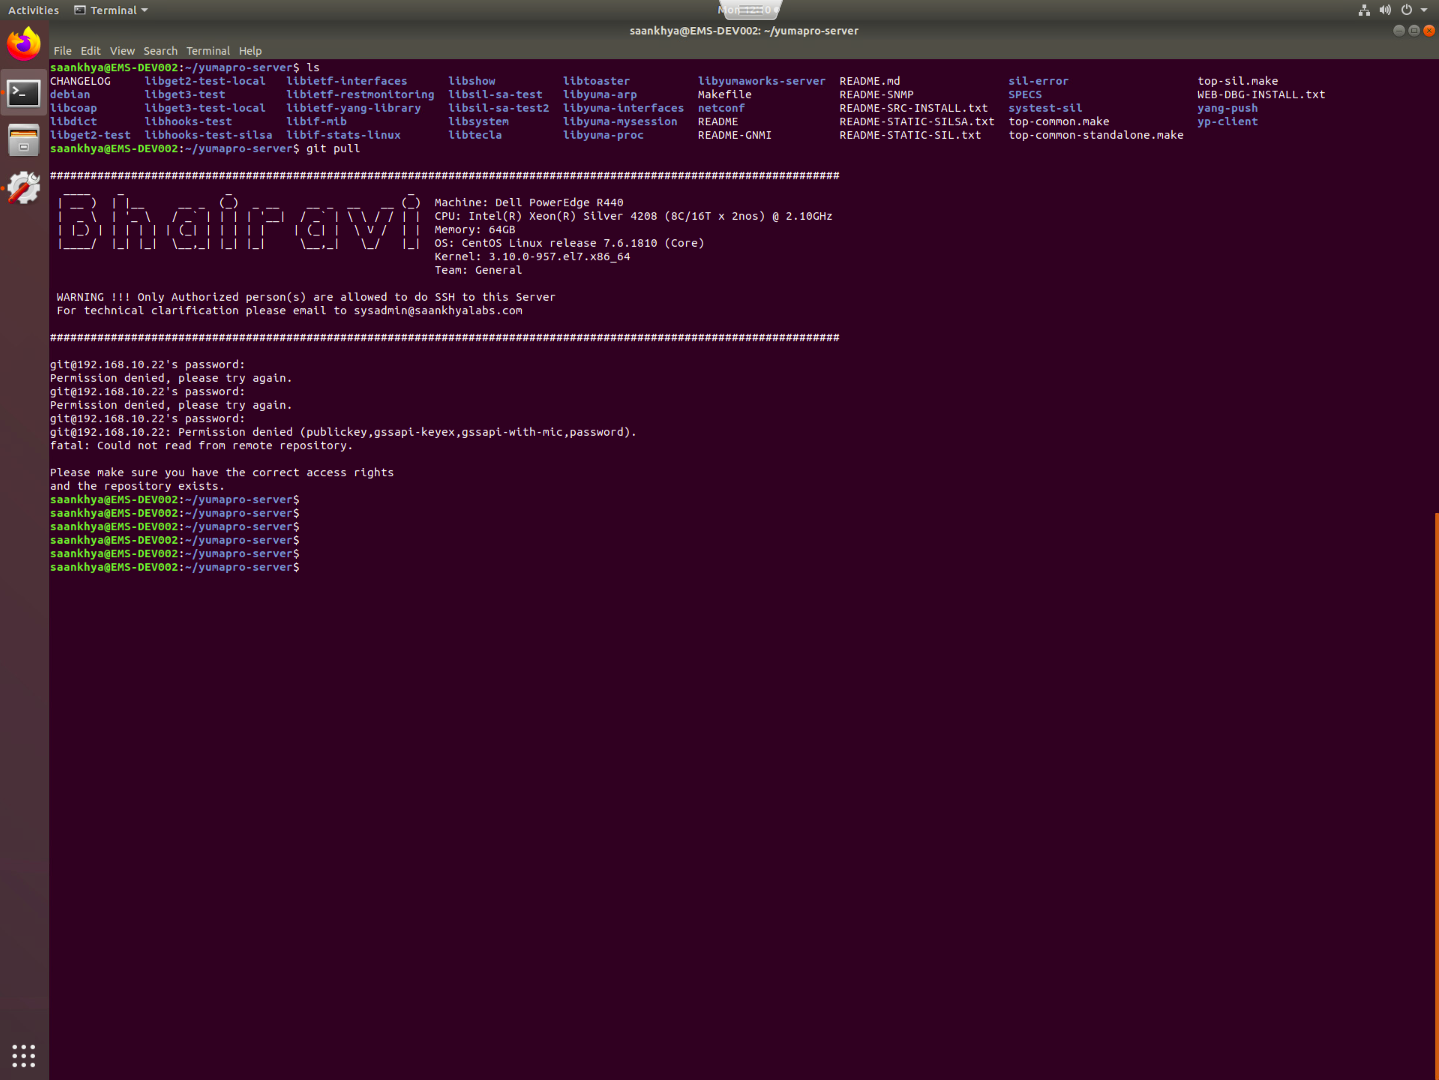 Activities Terminal
saankhya@EMS-DEV002: ~/yumapro-server
File Edit View Search Terminal Help
saankhya@EMS-DEV002:~/yumapro-server$ ls
CHANGELOG libget2-test-local libietf-interfaces libshow libtoaster libyumaworks-server README.md sil-error top-sil.make
debian libget3-test libietf-restmonitoring libsil-sa-test libyuma-arp Makefile README-SNMP SPECS WEB-DBG-INSTALL.txt
libcoap libget3-test-local libietf-yang-library libsil-sa-test2 libyuma-interfaces netconf README-SRC-INSTALL.txt systest-sil yang-push
libdict libhooks-test libif-mib libsystem libyuma-mysession README README-STATIC-SILSA.txt top-common.make yp-client
libget2-test libhooks-test-silsa libif-stats-linux libtecla libyuma-proc README-GNMI README-STATIC-SIL.txt top-common-standalone.make
saankhya@EMS-DEV002:~/yumapro-server$ git pull
#####################################################################################################################
Bhairavi
Machine: Dell PowerEdge R440
CPU: Intel(R) Xeon(R) Silver 4208 (8C/16T x 2nos) @ 2.10GHz
Memory: 64GB
OS: CentOS Linux release 7.6.1810 (Core)
Kernel: 3.10.0-957.el7.x86_64
Team: General
WARNING !!! Only Authorized person(s) are allowed to do SSH to this Server
For technical clarification please email to sysadmin@saankhyalabs.com
#####################################################################################################################
git@192.168.10.22's password:
Permission denied, please try again.
git@192.168.10.22's password:
Permission denied, please try again.
git@192.168.10.22's password:
git@192.168.10.22: Permission denied (publickey,gssapi-keyex,gssapi-with-mic,password).
fatal: Could not read from remote repository.
Please make sure you have the correct access rights
and the repository exists.
saankhya@EMS-DEV002:~/yumapro-server$
saankhya@EMS-DEV002:~/yumapro-server$
saankhya@EMS-DEV002:~/yumapro-server$
saankhya@EMS-DEV002:~/yumapro-server$
saankhya@EMS-DEV002:~/yumapro-server$
saankhya@EMS-DEV002:~/yumapro-server$